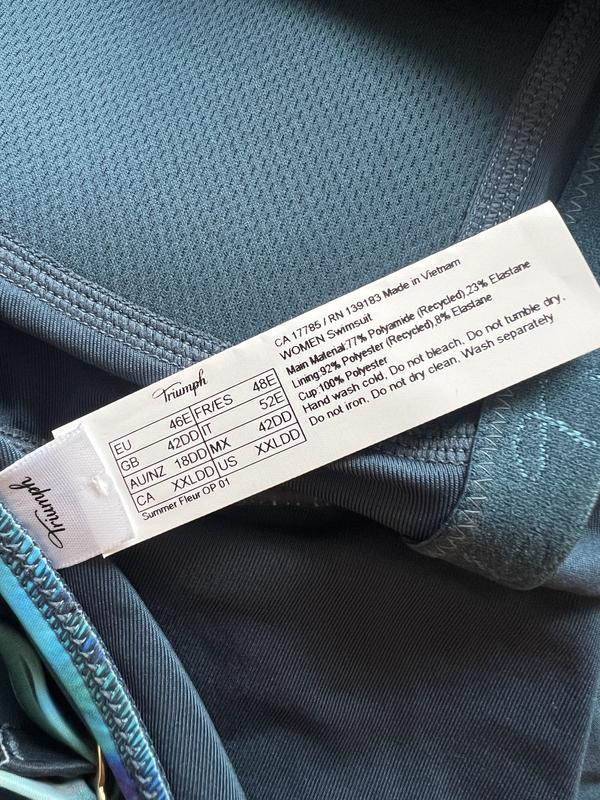 Triumph
EU 46E FR/ES 48E
GB 42DD IT 52E
AU/NZ 18DD MX 42DD
CA XXLDD US XXLDD
Summer Fleur OP 01
CA 17785 / RN 139183 Made in Vietnam
WOMEN Swimsuit
Main Material:77% Polyamide (Recycled),23% Elastane
Lining:92% Polyester (Recycled),8% Elastane
Cup:100% Polyester
Hand wash cold. Do not bleach. Do not tumble dry.
Do not iron. Do not dry clean. Wash separately
Triumph